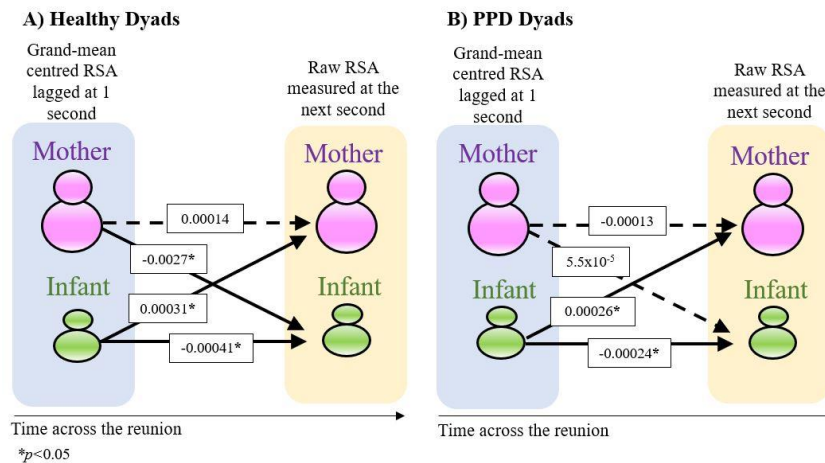 A) Healthy Dyads
Grand-mean
centred RSA
lagged at 1
second
Raw RSA
measured at the
next second
Mother
Mother
0.00014
-0.0027*
Infant
Infant
0.00031*
-0.00041*
Time across the reunion
*p<0.05
B) PPD Dyads
Grand-mean
centred RSA
lagged at 1
second
Raw RSA
measured at the
next second
Mother
Mother
-0.00013
5.5x10⁻⁵
Infant
Infant
0.00026*
-0.00024*
Time across the reunion